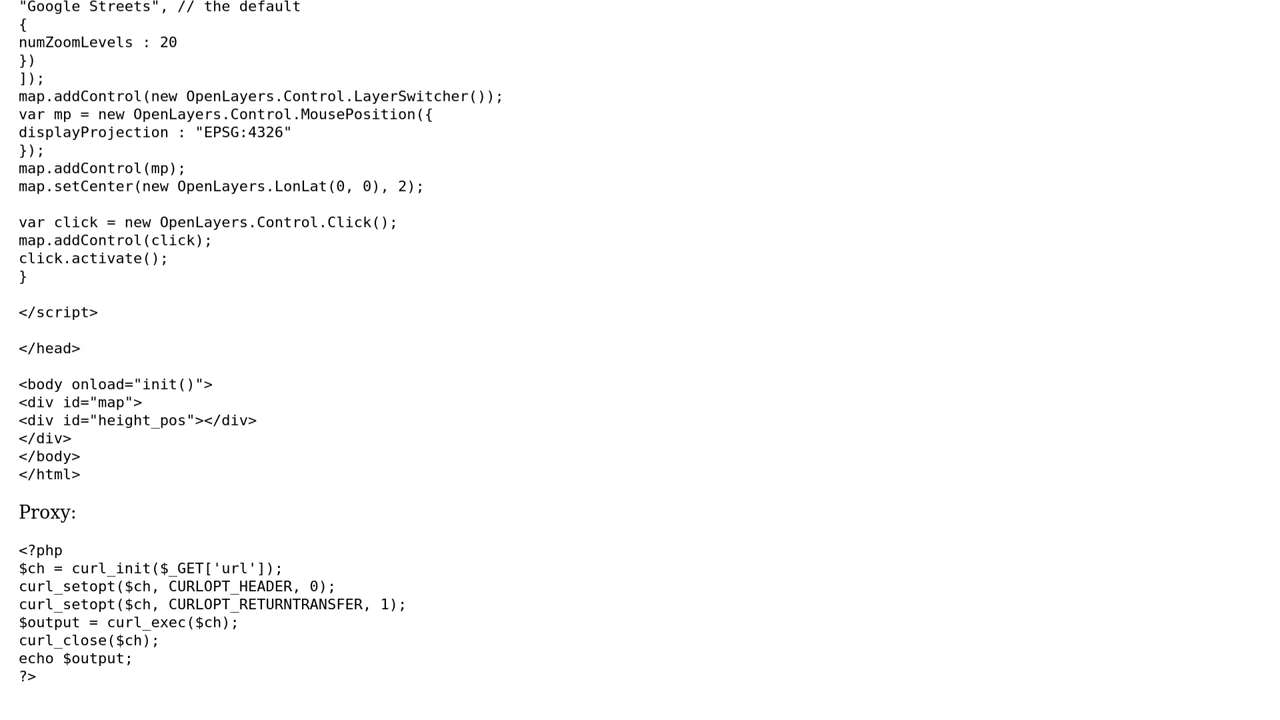 "Google Streets", // the default
{
numZoomLevels : 20
})
]);
map.addControl(new OpenLayers.Control.LayerSwitcher());
var mp = new OpenLayers.Control.MousePosition({
displayProjection : "EPSG:4326"
});
map.addControl(mp);
map.setCenter(new OpenLayers.LonLat(0, 0), 2);

var click = new OpenLayers.Control.Click();
map.addControl(click);
click.activate();
}

</script>

</head>

<body onload="init()">
<div id="map">
<div id="height_pos"></div>
</div>
</body>
</html>

Proxy:

<?php
$ch = curl_init($_GET['url']);
curl_setopt($ch, CURLOPT_HEADER, 0);
curl_setopt($ch, CURLOPT_RETURNTRANSFER, 1);
$output = curl_exec($ch);
curl_close($ch);
echo $output;
?>